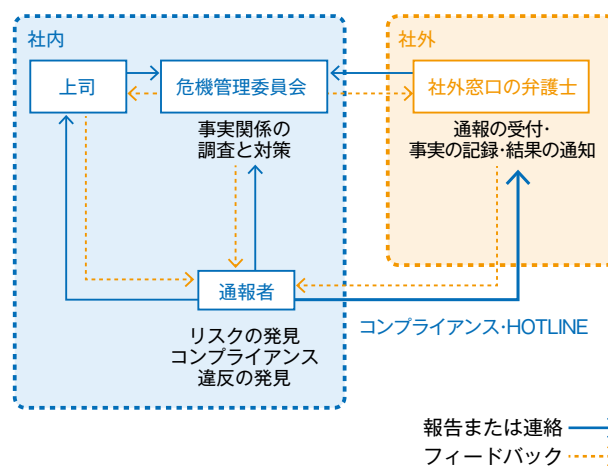 社内
社外
上司
危機管理委員会
社外窓口の弁護士
事実関係の
調査と対策
通報の受付・
事実の記録・結果の通知
通報者
リスクの発見
コンプライアンス
違反の発見
コンプライアンス・HOTLINE
報告または連絡
フィードバック